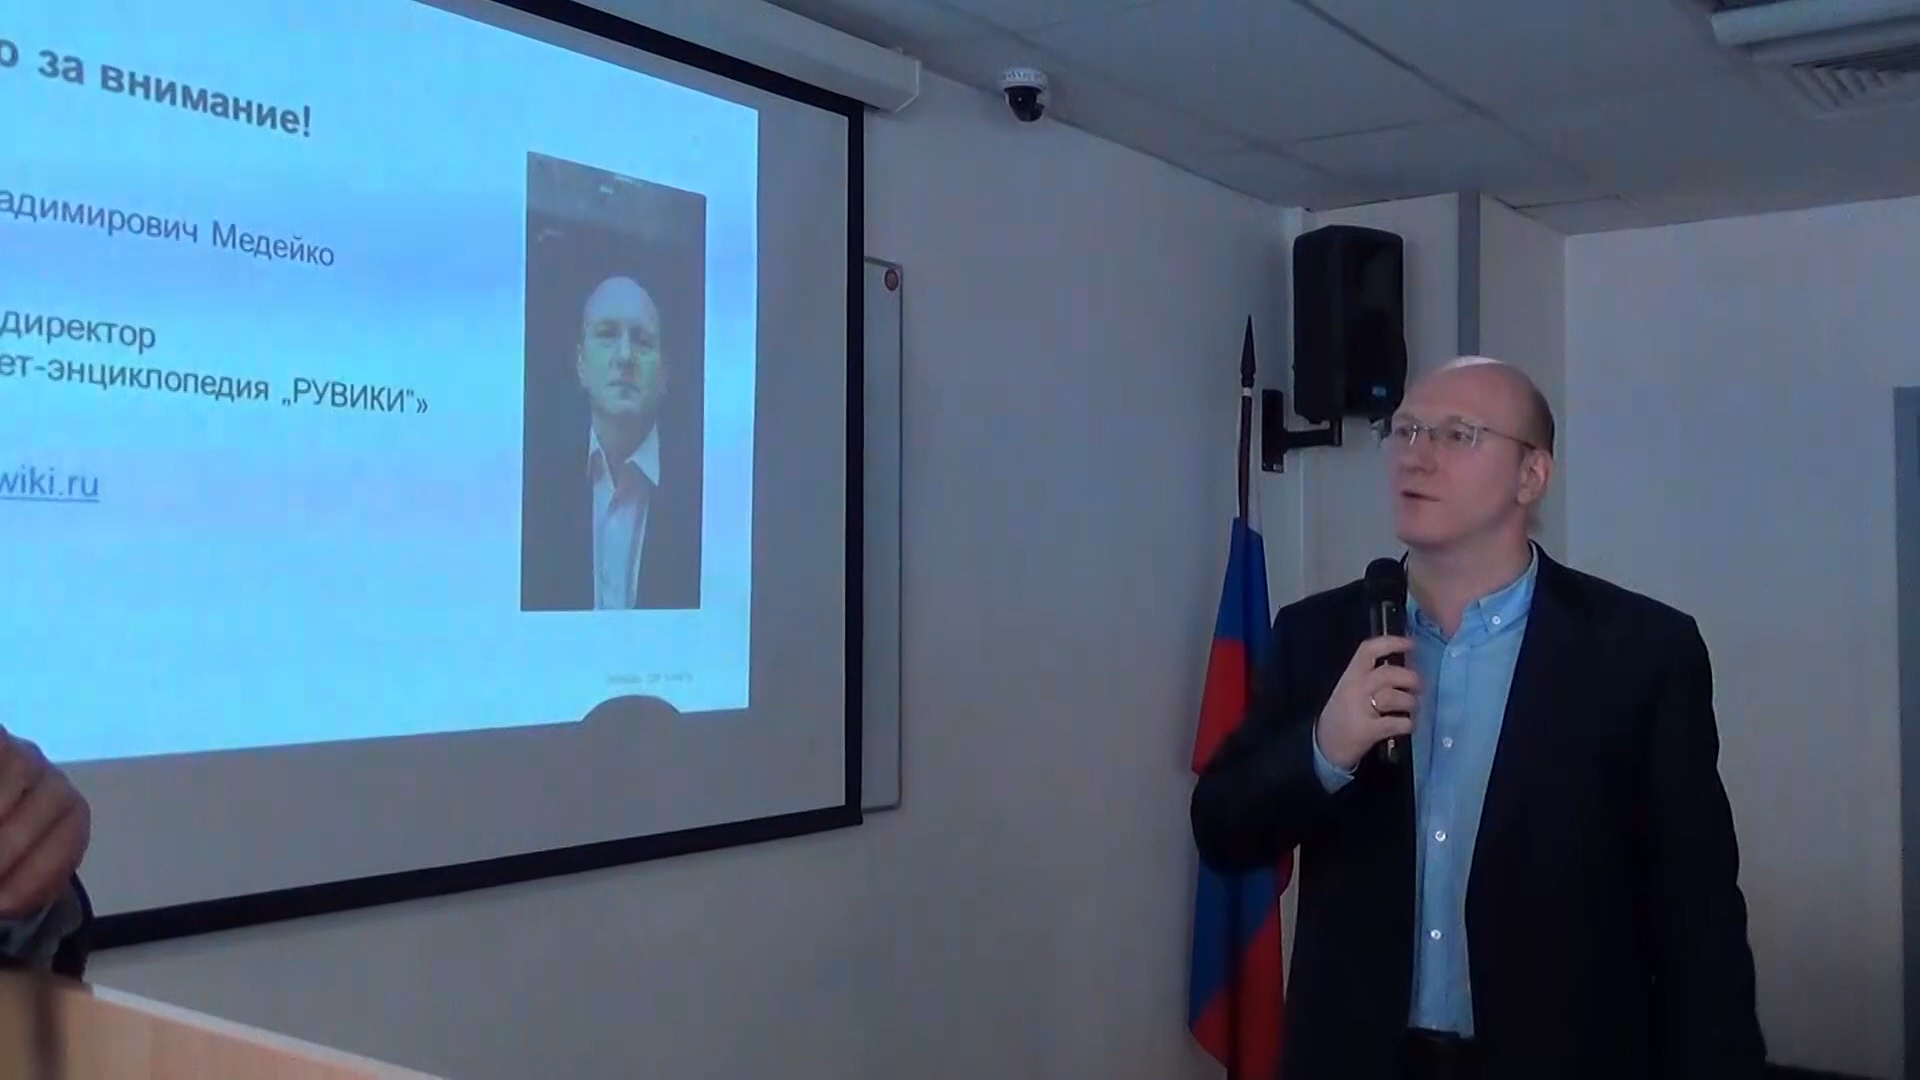 о за внимание!
адимирович Медейко
директор
ет-энциклопедия „РУВИКИ”»
wiki.ru